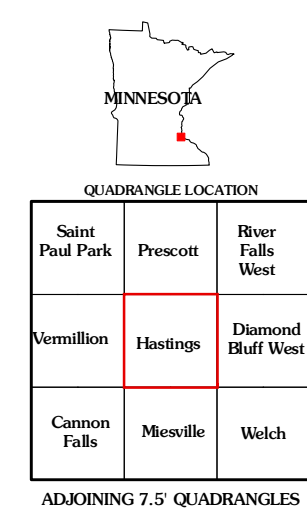 MINNESOTA
QUADRANGLE LOCATION
Saint
Paul Park
Prescott
River
Falls
West
Vermillion
Hastings
Diamond
Bluff West
Cannon
Falls
Miesville
Welch
ADJOINING 7.5' QUADRANGLES